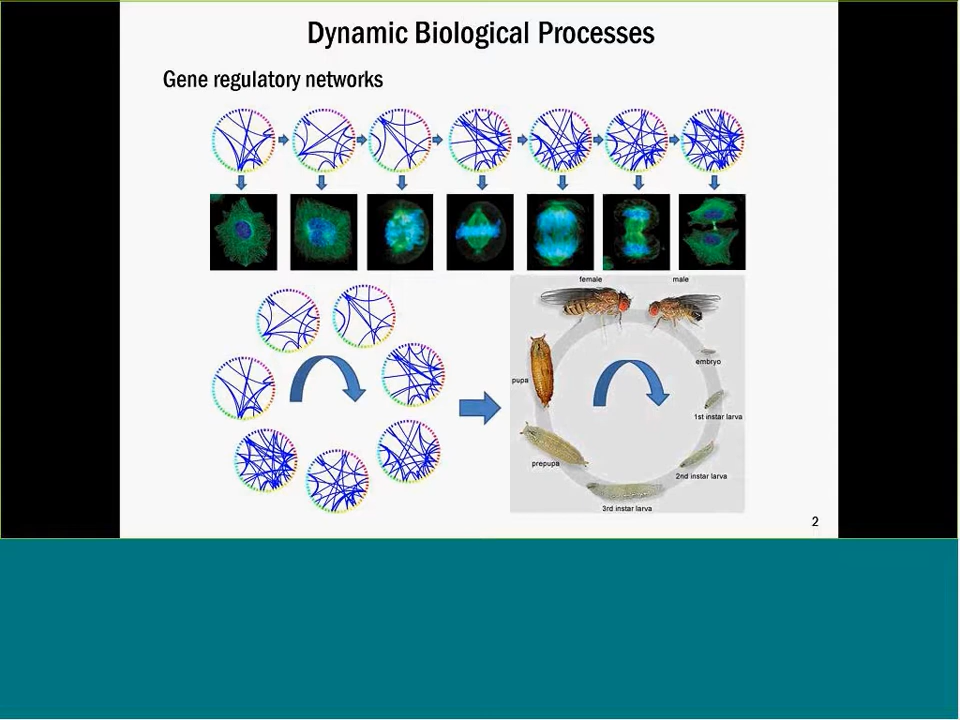 Dynamic Biological Processes
Gene regulatory networks
female
male
embryo
pupa
1st instar larva
prepupa
2nd instar larva
3rd instar larva
2